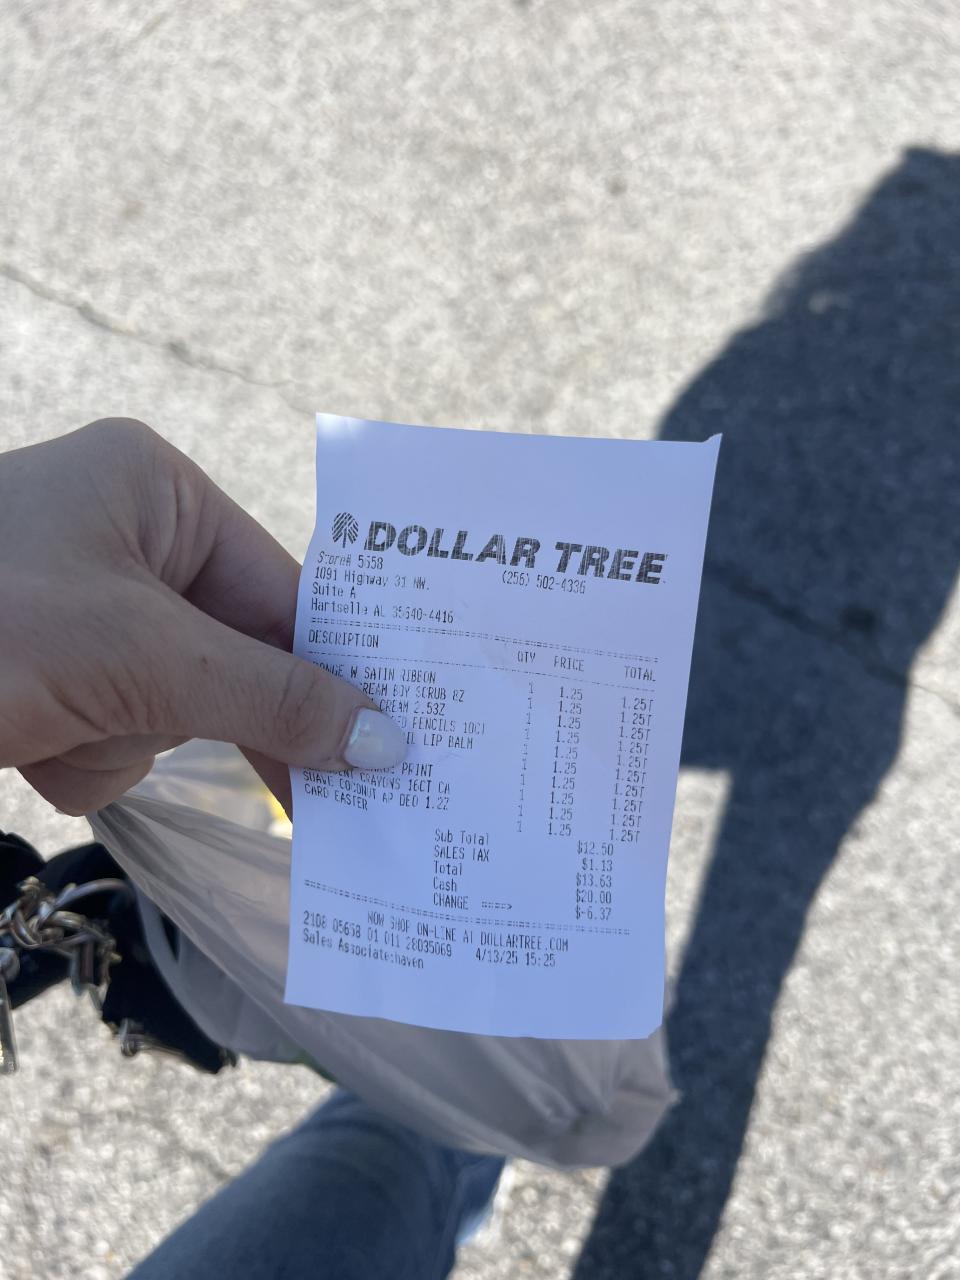 DOLLAR TREE
Store# 5658 (256) 502-4336
1091 Highway 31 NW.
Suite A
Hartselle AL 35640-4416
DESCRIPTION QTY PRICE TOTAL
W SATIN RIBBON 1 1.25 1.25T
BDY SCRUB 8Z 1 1.25 1.25T
CREAM 2.53Z 1 1.25 1.25T
PENCILS 10CT 1 1.25 1.25T
LIP BALM 1 1.25 1.25T
1 1.25 1.25T
PRINT 1 1.25 1.25T
CRAYONS 16CT CA 1 1.25 1.25T
SUAVE COCONUT AP DEO 1.2Z 1 1.25 1.25T
CARD EASTER 1 1.25 1.25T
Sub Total $12.50
SALES TAX $1.13
Total $13.63
Cash $20.00
CHANGE ====> $-6.37
NOW SHOP ON-LINE AT DOLLARTREE.COM
2108 05658 01 011 28035069 4/13/25 15:25
Sales Associate:haven